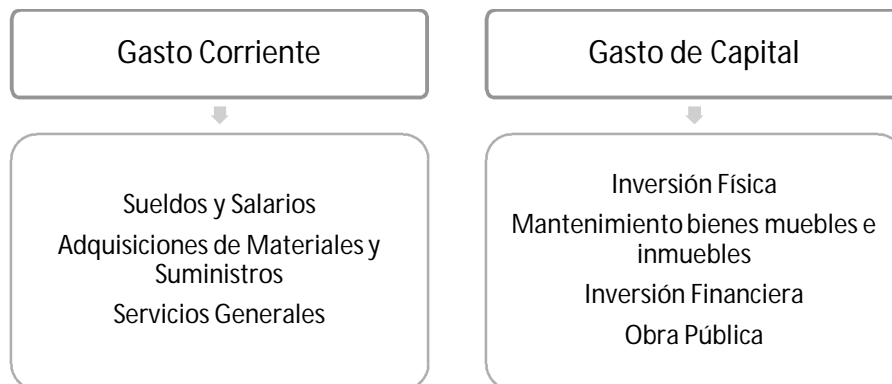 Gasto Corriente
Sueldos y Salarios
Adquisiciones de Materiales y
Suministros
Servicios Generales
Gasto de Capital
Inversión Física
Mantenimiento bienes muebles e
inmuebles
Inversión Financiera
Obra Pública